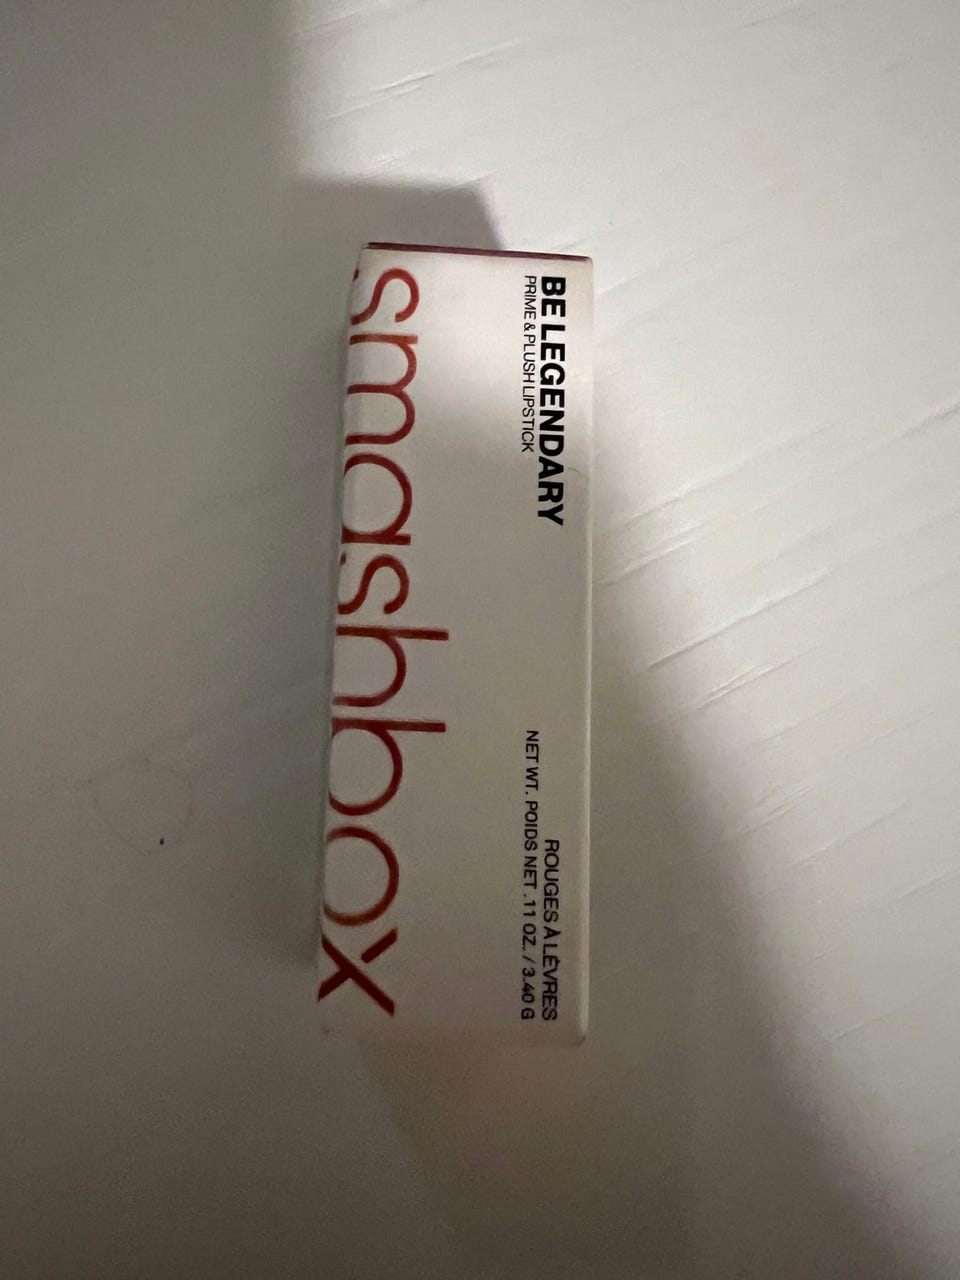 BE LEGENDARY
PRIME & PLUSH LIPSTICK
ROUGES À LÈVRES
NET WT. POIDS NET .11 OZ. / 3.40 G
smashbox